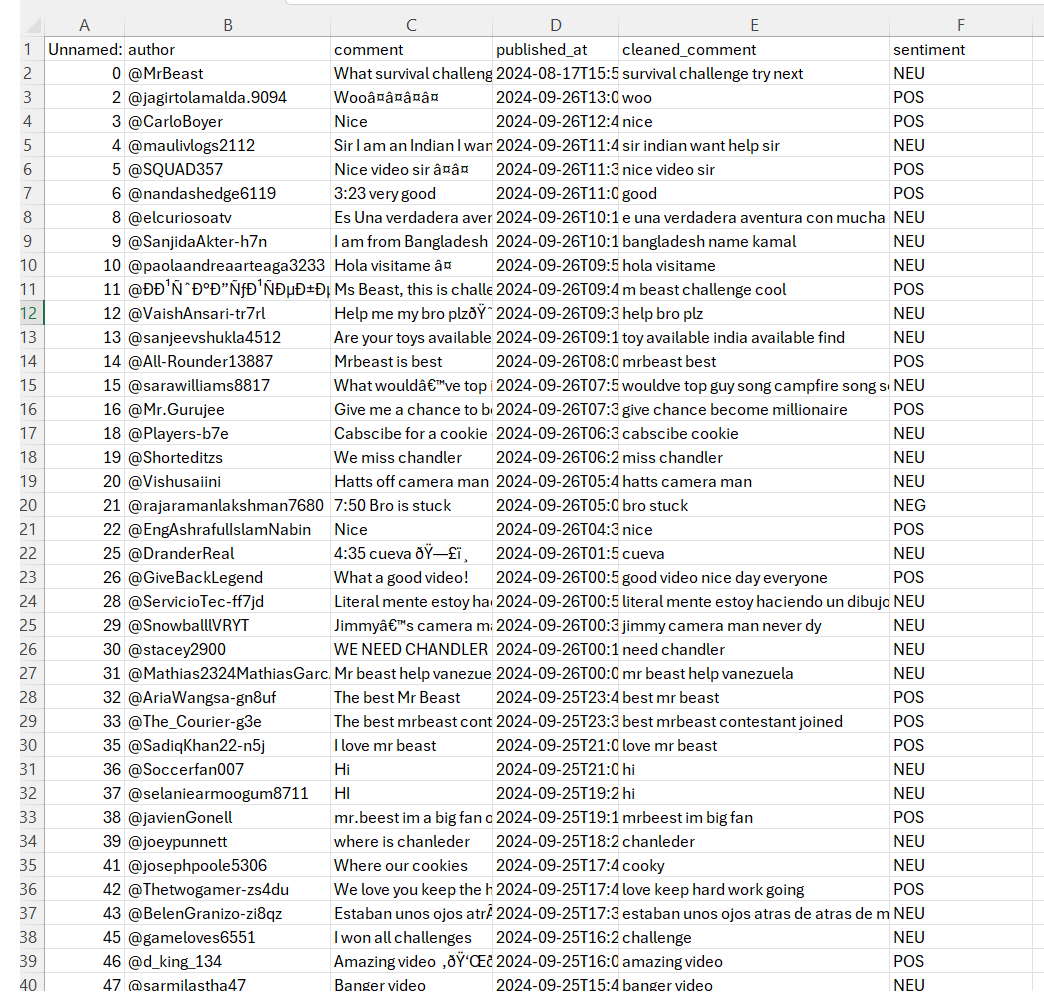 A B C D E F
1 Unnamed: author comment published_at cleaned_comment sentiment
2 0 @MrBeast What survival challeng 2024-08-17T15:5 survival challenge try next NEU
3 2 @jagirtolamalda.9094 Wooâ¤â¤â¤â¤ 2024-09-26T13:0 woo POS
4 3 @CarloBoyer Nice 2024-09-26T12:4 nice POS
5 4 @maulivlogs2112 Sir I am an Indian I wan 2024-09-26T11:4 sir indian want help sir NEU
6 5 @SQUAD357 Nice video sir â¤â¤ 2024-09-26T11:3 nice video sir POS
7 6 @nandashedge6119 3:23 very good 2024-09-26T11:0 good POS
8 8 @elcuriosoatv Es Una verdadera aver 2024-09-26T10:1 e una verdadera aventura con mucha NEU
9 9 @SanjidaAkter-h7n I am from Bangladesh 2024-09-26T10:1 bangladesh name kamal NEU
10 10 @paolaandreaarteaga3233 Hola visitame â¤ 2024-09-26T09:5 hola visitame NEU
11 11 Ms Beast, this is challe 2024-09-26T09:4 m beast challenge cool POS
12 12 @VaishAnsari-tr7rl Help me my bro plzðŸ˜ 2024-09-26T09:3 help bro plz NEU
13 13 @sanjeevshukla4512 Are your toys available 2024-09-26T09:1 toy available india available find NEU
14 14 @All-Rounder13887 Mrbeast is best 2024-09-26T08:0 mrbeast best POS
15 15 @sarawilliams8817 What wouldâ€™ve top 2024-09-26T07:5 wouldve top guy song campfire song s NEU
16 16 @Mr.Gurujee Give me a chance to b 2024-09-26T07:3 give chance become millionaire POS
17 18 @Players-b7e Cabscibe for a cookie 2024-09-26T06:3 cabscibe cookie NEU
18 19 @Shorteditzs We miss chandler 2024-09-26T06:2 miss chandler NEU
19 20 @Vishusaiini Hatts off camera man 2024-09-26T05:4 hatts camera man NEU
20 21 @rajaramanlakshman7680 7:50 Bro is stuck 2024-09-26T05:0 bro stuck NEG
21 22 @EngAshrafulIslamNabin Nice 2024-09-26T04:3 nice POS
22 25 @DranderReal 4:35 cueva ðŸ—£ï¸ 2024-09-26T01:5 cueva NEU
23 26 @GiveBackLegend What a good video! 2024-09-26T00:5 good video nice day everyone POS
24 28 @ServicioTec-ff7jd Literal mente estoy ha 2024-09-26T00:5 literal mente estoy haciendo un dibujo NEU
25 29 @SnowballlVRYT Jimmyâ€™s camera m 2024-09-26T00:3 jimmy camera man never dy NEU
26 30 @stacey2900 WE NEED CHANDLER 2024-09-26T00:1 need chandler NEU
27 31 @Mathias2324MathiasGarc. Mr beast help vanezue 2024-09-26T00:0 mr beast help vanezuela NEU
28 32 @AriaWangsa-gn8uf The best Mr Beast 2024-09-25T23:4 best mr beast POS
29 33 @The_Courier-g3e The best mrbeast cont 2024-09-25T23:3 best mrbeast contestant joined POS
30 35 @SadiqKhan22-n5j I love mr beast 2024-09-25T21:0 love mr beast POS
31 36 @Soccerfan007 Hi 2024-09-25T21:0 hi NEU
32 37 @selaniearmoogum8711 HI 2024-09-25T19:2 hi NEU
33 38 @javienGonell mr.beest im a big fan o 2024-09-25T19:1 mrbeest im big fan POS
34 39 @joeypunnett where is chanleder 2024-09-25T18:2 chanleder NEU
35 41 @josephpoole5306 Where our cookies 2024-09-25T17:4 cooky NEU
36 42 @Thetwogamer-zs4du We love you keep the h 2024-09-25T17:4 love keep hard work going POS
37 43 @BelenGranizo-zi8qz Estaban unos ojos atrÃ 2024-09-25T17:3 estaban unos ojos atras de atras de m NEU
38 45 @gameloves6551 I won all challenges 2024-09-25T16:2 challenge NEU
39 46 @d_king_134 Amazing video 2024-09-25T16:0 amazing video POS
40 47 @sarmilastha47 Banger video 2024-09-25T15:4 banger video NEU